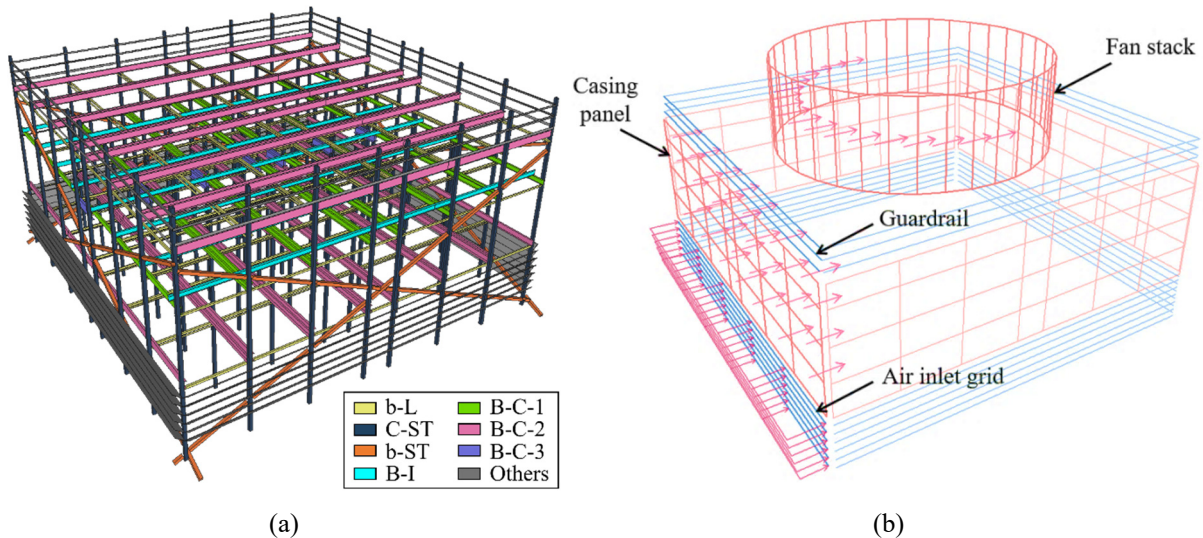 Fan stack
Casing
panel
Guardrail
Air inlet grid
b-L
C-ST
b-ST
B-I
B-C-1
B-C-2
B-C-3
Others
(a)
(b)